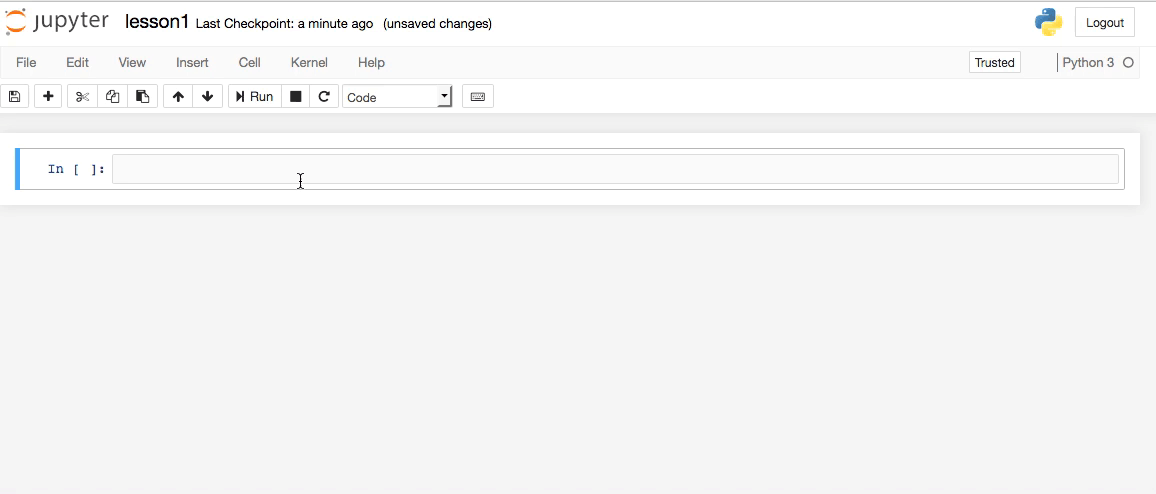 jupyter lesson1 Last Checkpoint: a minute ago (unsaved changes) Logout
File Edit View Insert Cell Kernel Help Trusted Python 3
Run Code
In [ ]: